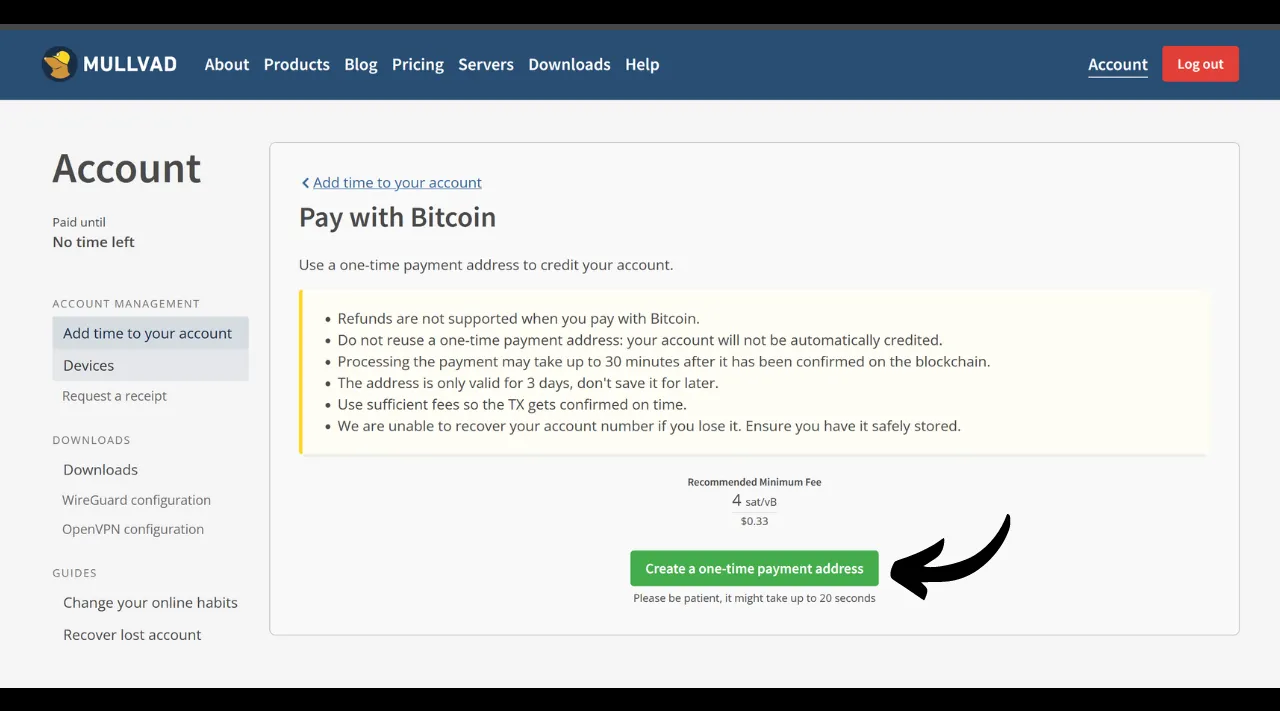 MULLVAD About Products Blog Pricing Servers Downloads Help Account Log out
Account
Paid until
No time left
ACCOUNT MANAGEMENT
Add time to your account
Devices
Request a receipt
DOWNLOADS
Downloads
WireGuard configuration
OpenVPN configuration
GUIDES
Change your online habits
Recover lost account
Add time to your account
Pay with Bitcoin
Use a one-time payment address to credit your account.
• Refunds are not supported when you pay with Bitcoin.
• Do not reuse a one-time payment address: your account will not be automatically credited.
• Processing the payment may take up to 30 minutes after it has been confirmed on the blockchain.
• The address is only valid for 3 days, don't save it for later.
• Use sufficient fees so the TX gets confirmed on time.
• We are unable to recover your account number if you lose it. Ensure you have it safely stored.
Recommended Minimum Fee
4 sat/vB
$0.33
Create a one-time payment address
Please be patient, it might take up to 20 seconds